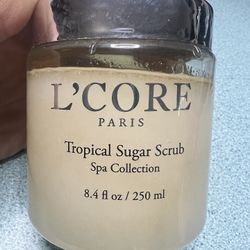 L'CORE
PARIS
Tropical Sugar Scrub
Spa Collection
8.4 fl oz / 250 ml